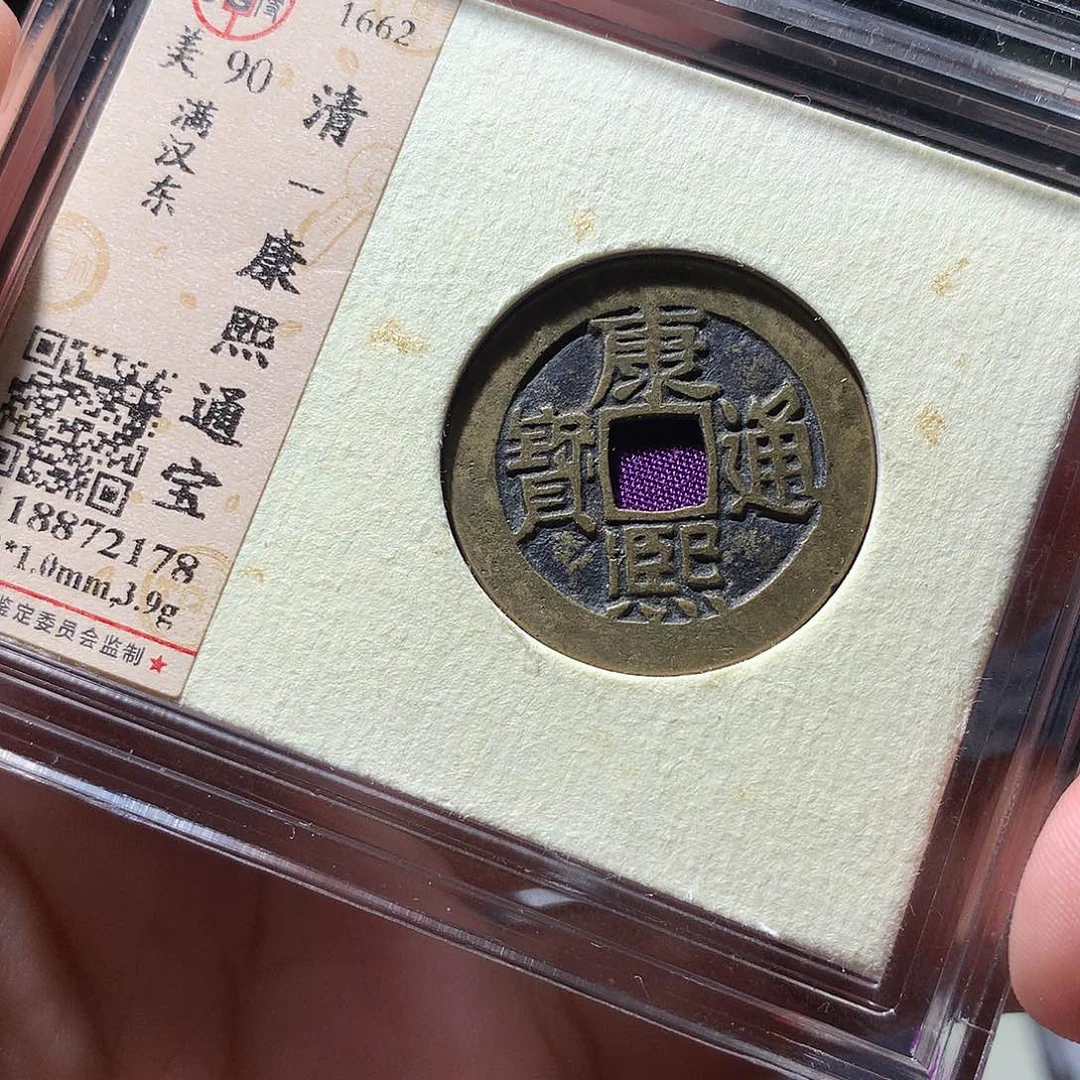 1662
美 90
满汉东
清一康熙通宝
18872178
*1.0mm,3.9g
鉴定委员会监制
康熙通寶